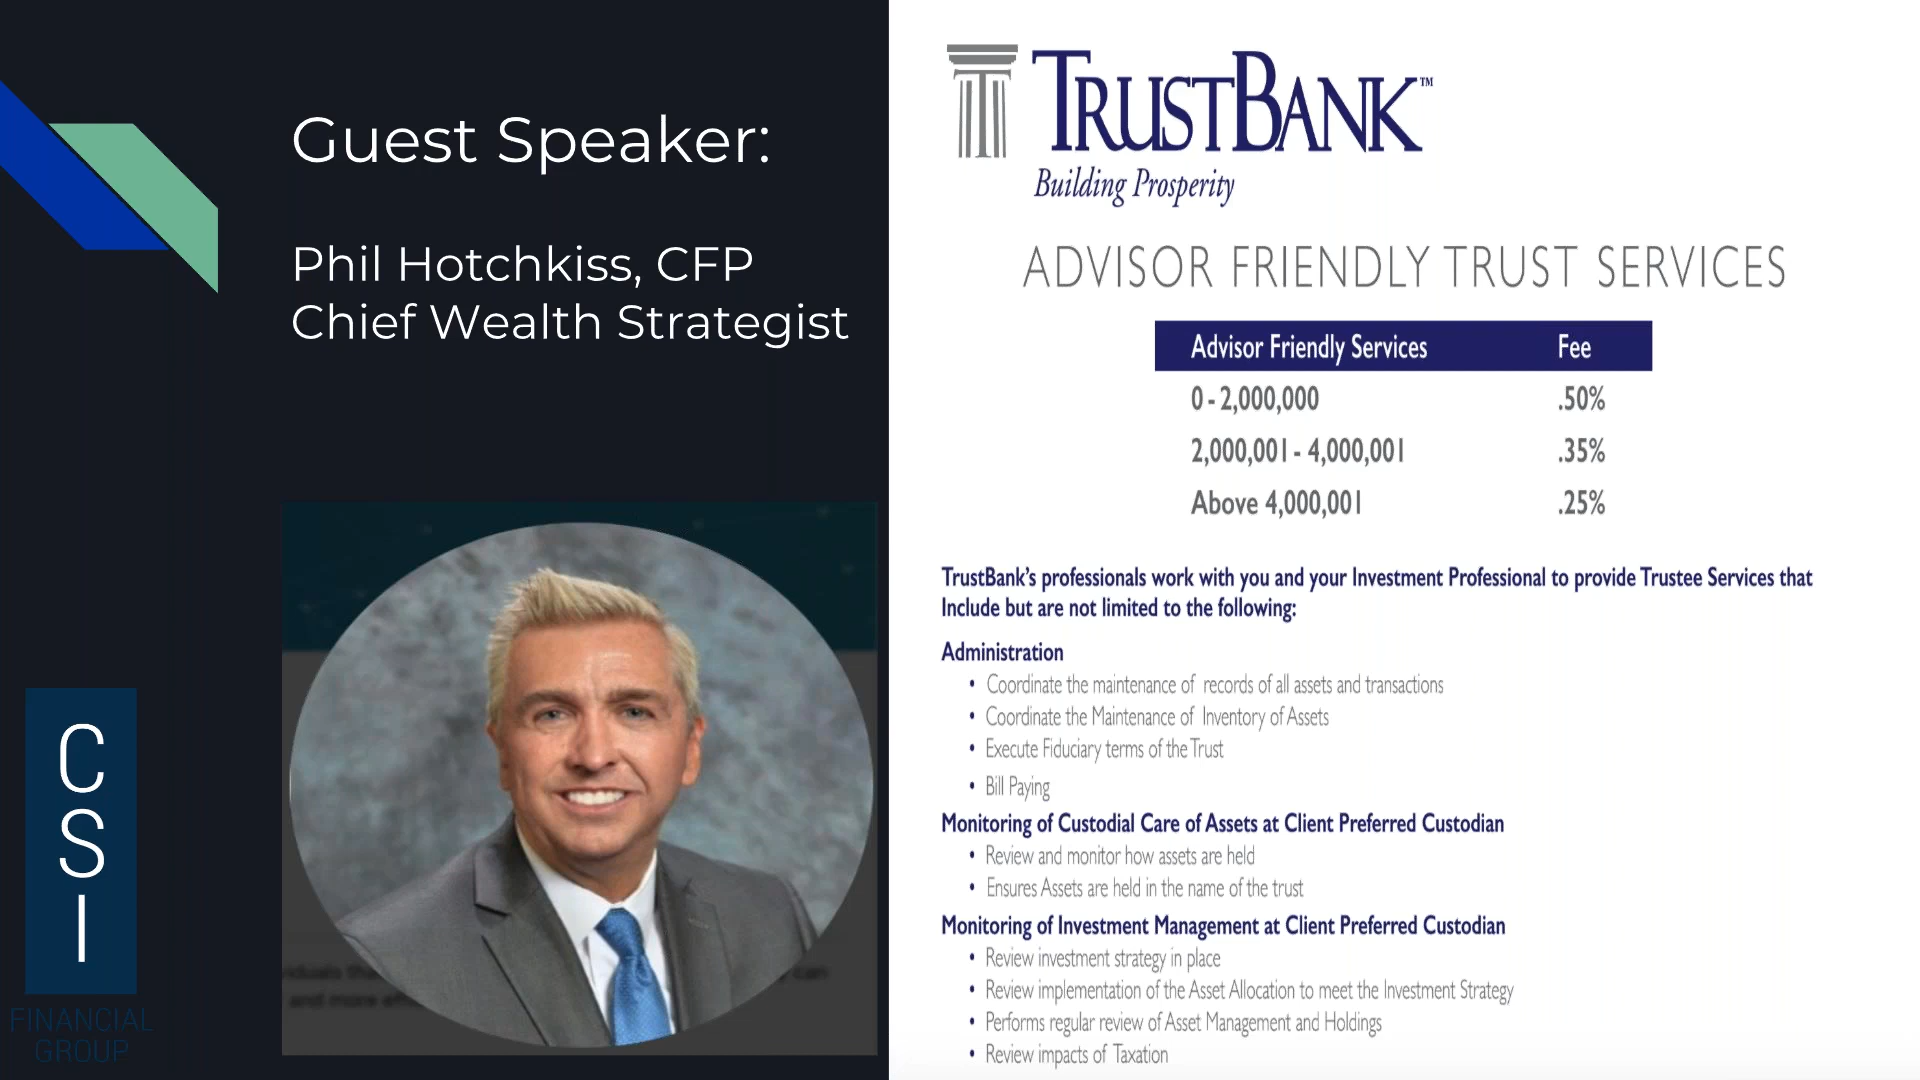 Guest Speaker:
Phil Hotchkiss, CFP
Chief Wealth Strategist
CSI
FINANCIAL
GROUP
and more
can
TRUSTBANK™
Building Prosperity
ADVISOR FRIENDLY TRUST SERVICES
Advisor Friendly Services Fee
0 - 2,000,000 .50%
2,000,001 - 4,000,001 .35%
Above 4,000,001 .25%
TrustBank's professionals work with you and your Investment Professional to provide Trustee Services that
Include but are not limited to the following:
Administration
• Coordinate the maintenance of records of all assets and transactions
• Coordinate the Maintenance of Inventory of Assets
• Execute Fiduciary terms of the Trust
• Bill Paying
Monitoring of Custodial Care of Assets at Client Preferred Custodian
• Review and monitor how assets are held
• Ensures Assets are held in the name of the trust
Monitoring of Investment Management at Client Preferred Custodian
• Review investment strategy in place
• Review implementation of the Asset Allocation to meet the Investment Strategy
• Performs regular review of Asset Management and Holdings
• Review impacts of Taxation